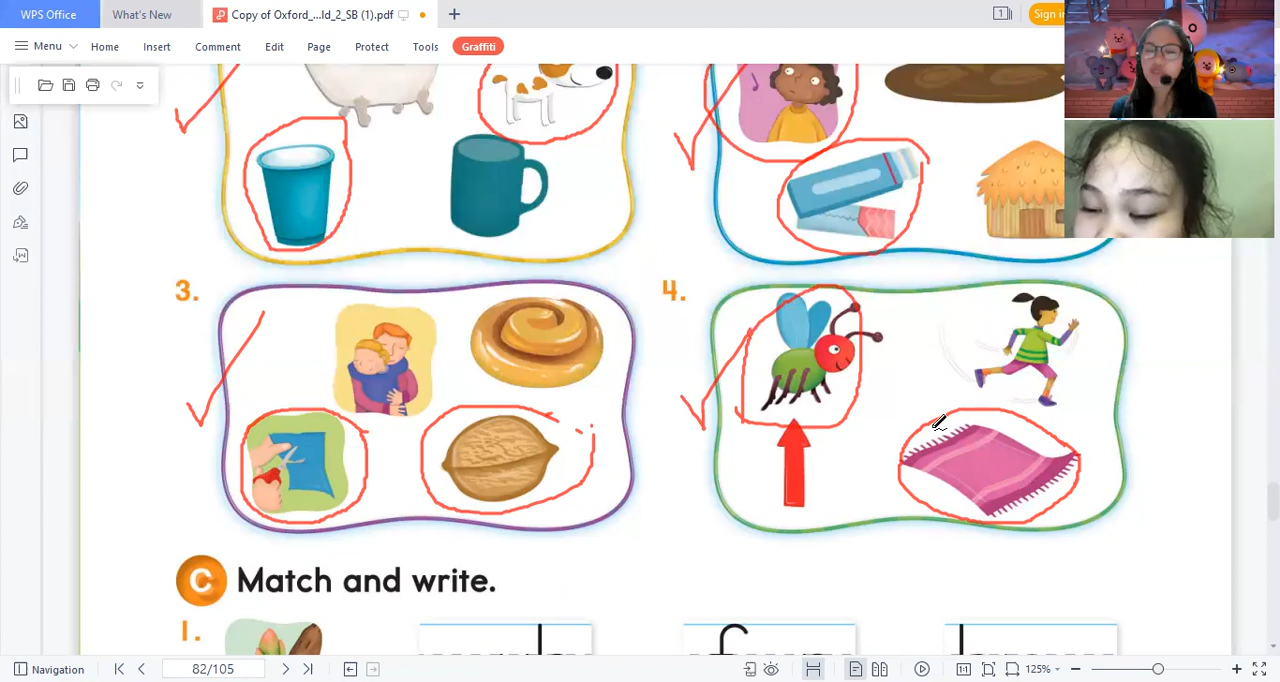 WPS Office What's New Copy of Oxford_...ld_2_SB (1).pdf 1 Sign in
Menu Home Insert Comment Edit Page Protect Tools Graffiti
3. 4.
C Match and write.
1.
Navigation 82/105 125%